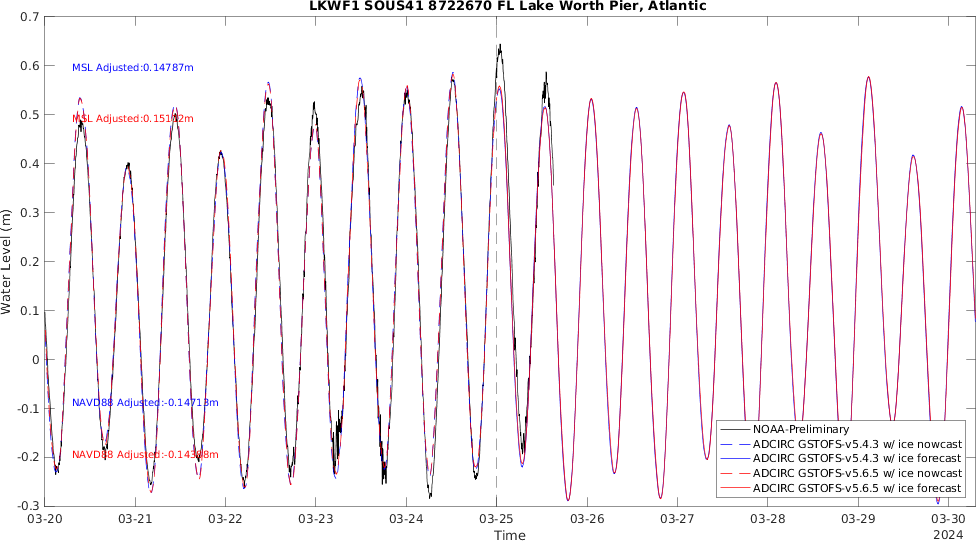 LKWF1 SOUS41 8722670 FL Lake Worth Pier, Atlantic
0.7
0.6
0.5
0.4
0.3
0.2
0.1
0
-0.1
-0.2
-0.3
Water Level (m)
MSL Adjusted:0.14787m
MSL
NAVD88 Adjusted:-0.14713m
NAVD88
NOAA-Preliminary
ADCIRC GSTOFS-v5.4.3 w/ ice nowcast
ADCIRC GSTOFS-v5.4.3 w/ ice forecast
ADCIRC GSTOFS-v5.6.5 w/ ice nowcast
ADCIRC GSTOFS-v5.6.5 w/ ice forecast
03-20 03-21 03-22 03-23 03-24 03-25 03-26 03-27 03-28 03-29 03-30
Time
2024